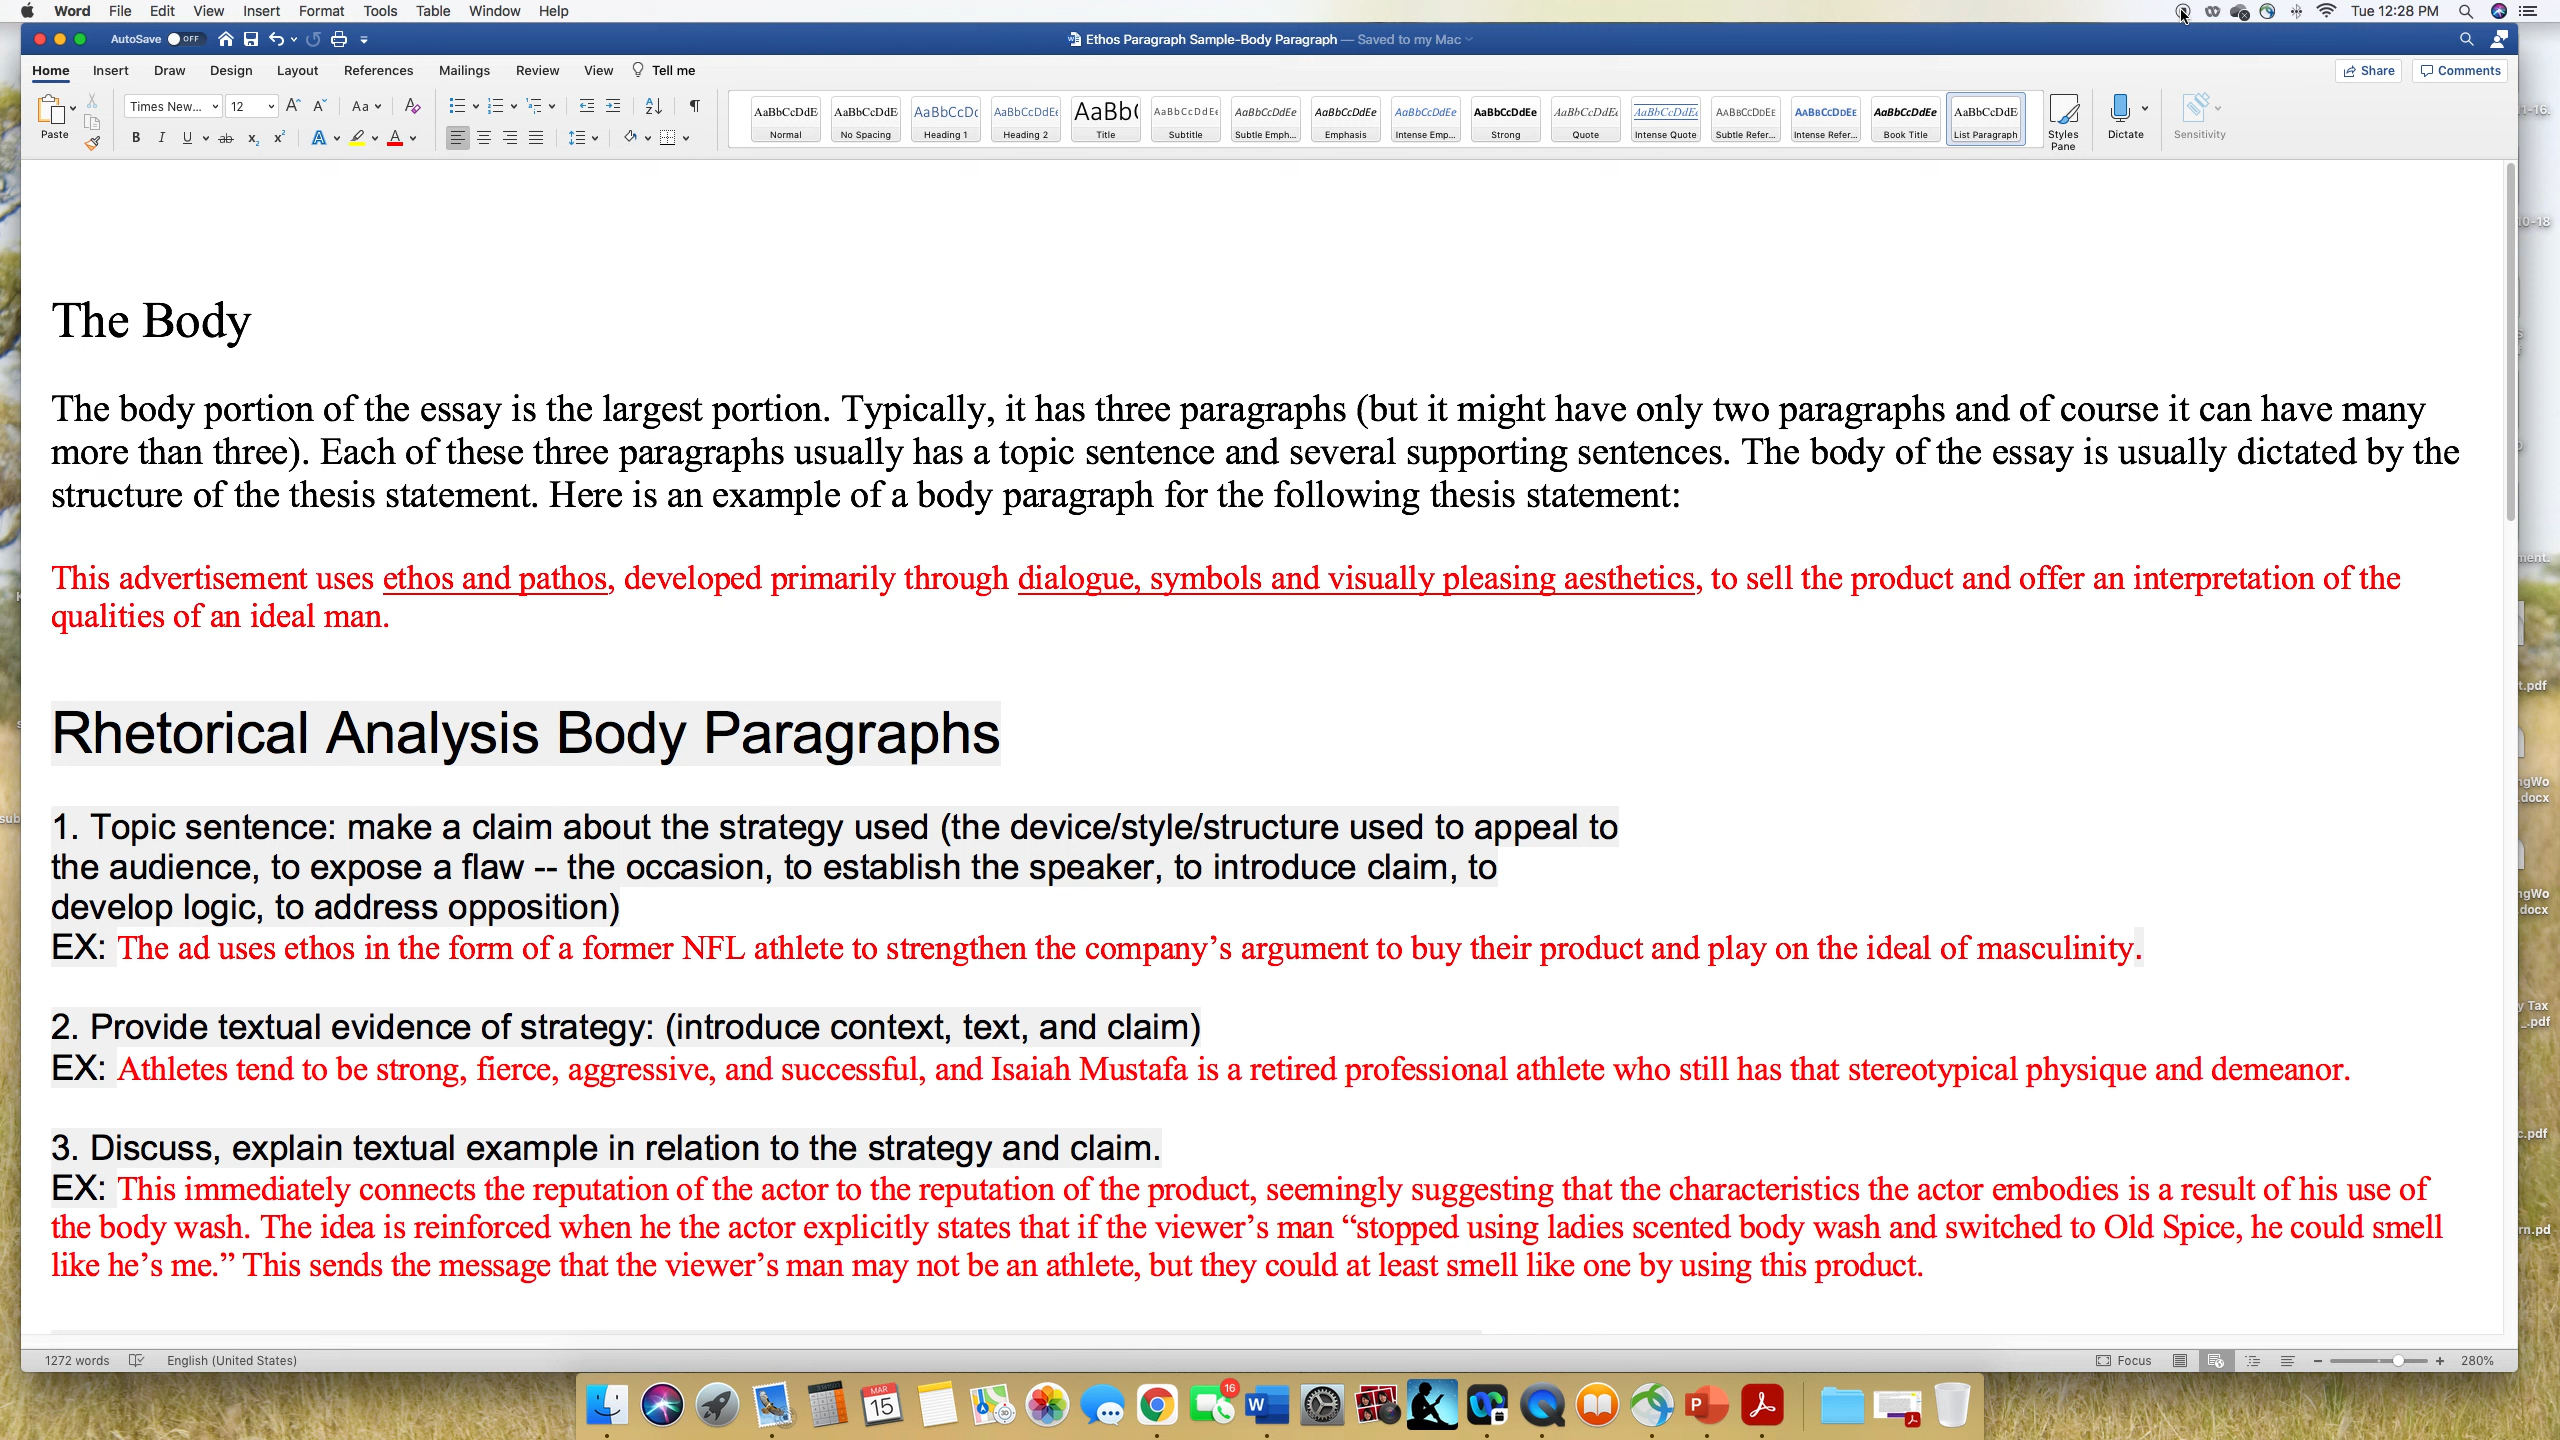 Word File Edit View Insert Format Tools Table Window Help Tue 12:28 PM
AutoSave OFF Ethos Paragraph Sample-Body Paragraph — Saved to my Mac
Home Insert Draw Design Layout References Mailings Review View Tell me Share Comments
Paste Times New... 12 Aa
AaBbCcDdE AaBbCcDdE AaBbCcDc AaBbCcDdEe AaBb( AaBbCcDdEe AaBbCcDdEe AaBbCcDdEe AaBbCcDdEe AaBbCcDdEe AaBbCcDdEe AaBbCcDdEe AaBbCcDdEe AaBbCcDdEe AaBbCcDdEe AaBbCcDdE
Normal No Spacing Heading 1 Heading 2 Title Subtitle Subtle Emph... Emphasis Intense Emp... Strong Quote Intense Quote Subtle Refer... Intense Refer... Book Title List Paragraph
Styles Pane Dictate Sensitivity
The Body
The body portion of the essay is the largest portion. Typically, it has three paragraphs (but it might have only two paragraphs and of course it can have many
more than three). Each of these three paragraphs usually has a topic sentence and several supporting sentences. The body of the essay is usually dictated by the
structure of the thesis statement. Here is an example of a body paragraph for the following thesis statement:
This advertisement uses ethos and pathos, developed primarily through dialogue, symbols and visually pleasing aesthetics, to sell the product and offer an interpretation of the
qualities of an ideal man.
Rhetorical Analysis Body Paragraphs
1. Topic sentence: make a claim about the strategy used (the device/style/structure used to appeal to
the audience, to expose a flaw -- the occasion, to establish the speaker, to introduce claim, to
develop logic, to address opposition)
EX: The ad uses ethos in the form of a former NFL athlete to strengthen the company’s argument to buy their product and play on the ideal of masculinity.
2. Provide textual evidence of strategy: (introduce context, text, and claim)
EX: Athletes tend to be strong, fierce, aggressive, and successful, and Isaiah Mustafa is a retired professional athlete who still has that stereotypical physique and demeanor.
3. Discuss, explain textual example in relation to the strategy and claim.
EX: This immediately connects the reputation of the actor to the reputation of the product, seemingly suggesting that the characteristics the actor embodies is a result of his use of
the body wash. The idea is reinforced when he the actor explicitly states that if the viewer’s man “stopped using ladies scented body wash and switched to Old Spice, he could smell
like he’s me.” This sends the message that the viewer’s man may not be an athlete, but they could at least smell like one by using this product.
1272 words English (United States) Focus 280%
MAR
15
16